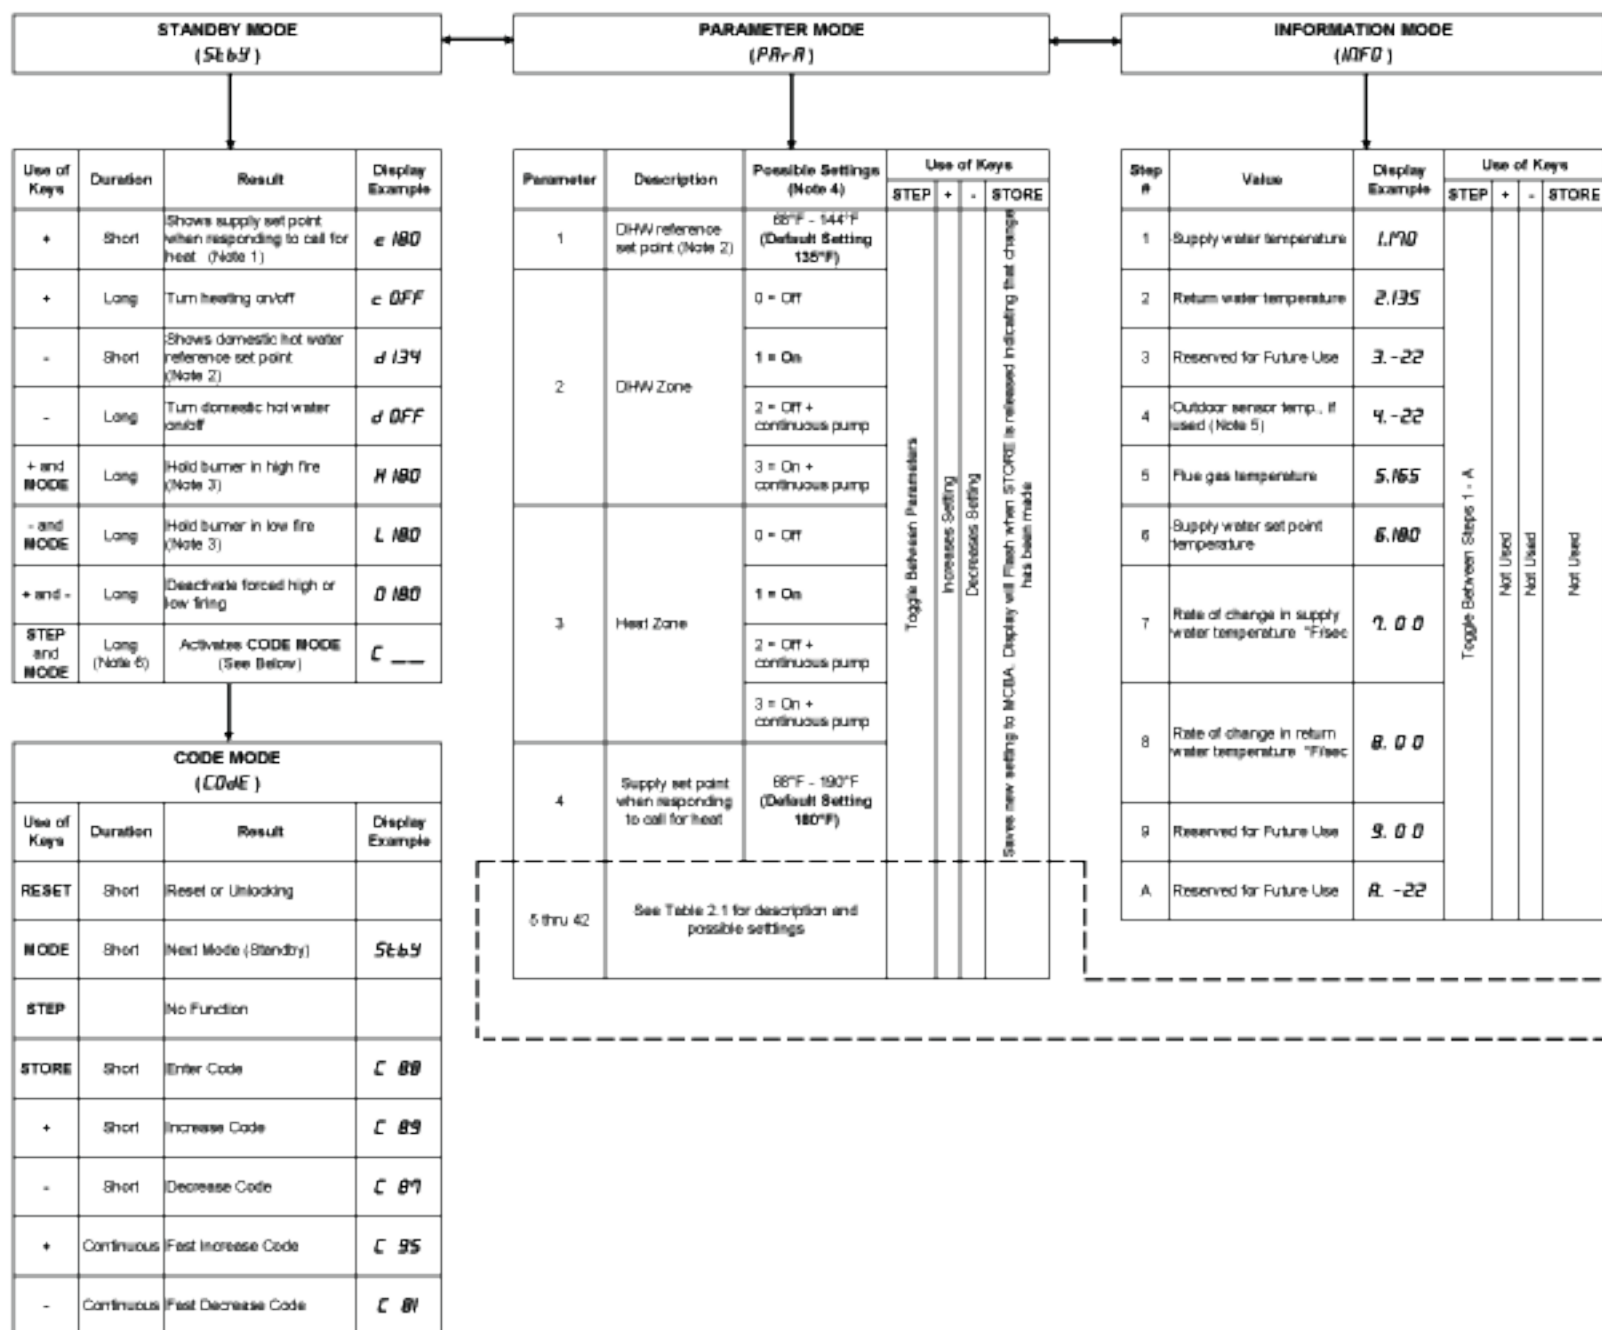 STANDBY MODE
(StbY)
Use of Keys | Duration | Result | Display Example
+ | Short | Shows supply set point when responding to call for heat (Note 1) | c 180
+ | Long | Turn heating on/off | c OFF
- | Short | Shows domestic hot water reference set point (Note 2) | d 134
- | Long | Turn domestic hot water on/off | d OFF
+ and MODE | Long | Hold burner in high fire (Note 3) | H 180
- and MODE | Long | Hold burner in low fire (Note 3) | L 180
+ and - | Long | Deactivate forced high or low firing | 0 180
STEP and MODE | Long (Note 6) | Activates CODE MODE (See Below) | C __
CODE MODE
(COdE)
Use of Keys | Duration | Result | Display Example
RESET | Short | Reset or Unlocking
MODE | Short | Next Mode (Standby) | StbY
STEP | No Function
STORE | Short | Enter Code | C 88
+ | Short | Increase Code | C 89
- | Short | Decrease Code | C 87
+ | Continuous | Fast Increase Code | C 95
- | Continuous | Fast Decrease Code | C 81
PARAMETER MODE
(PArA)
Parameter | Description | Possible Settings (Note 4) | Use of Keys
STEP | + | - | STORE
1 | DHW reference set point (Note 2) | 68°F - 144°F (Default Setting 135°F)
2 | DHW Zone | 0 = Off
1 = On
2 = Off + continuous pump
3 = On + continuous pump
3 | Heat Zone | 0 = Off
1 = On
2 = Off + continuous pump
3 = On + continuous pump
4 | Supply set point when responding to call for heat | 68°F - 190°F (Default Setting 180°F)
5 thru 42 | See Table 2.1 for description and possible settings
Toggle Between Parameters
Increases Setting
Decreases Setting
Saves new setting to MCBA. Display will Flash when STORE is released indicating that change has been made
INFORMATION MODE
(INFO)
Step # | Value | Display Example | Use of Keys
STEP | + | - | STORE
1 | Supply water temperature | 1.170
2 | Return water temperature | 2.135
3 | Reserved for Future Use | 3.-22
4 | Outdoor sensor temp., if used (Note 5) | 4.-22
5 | Flue gas temperature | 5.165
6 | Supply water set point temperature | 6.180
7 | Rate of change in supply water temperature °F/sec | 7. 0 0
8 | Rate of change in return water temperature °F/sec | 8. 0 0
9 | Reserved for Future Use | 9. 0 0
A | Reserved for Future Use | A. -22
Toggle Between Steps 1 - A
Not Used
Not Used
Not Used